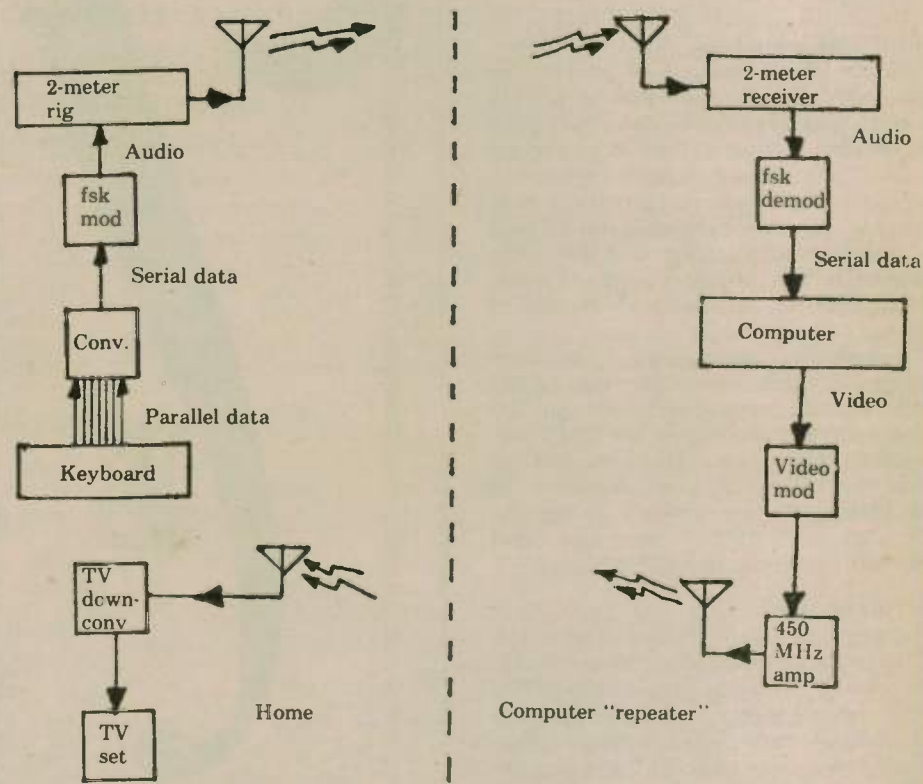 2-meter
rig
Audio
fsk
mod
Serial data
Conv.
Parallel data
Keyboard
TV
down-
conv
TV
set
Home
2-meter
receiver
Audio
fsk
demod
Serial data
Computer
Video
Video
mod
450
MHz
amp
Computer "repeater"